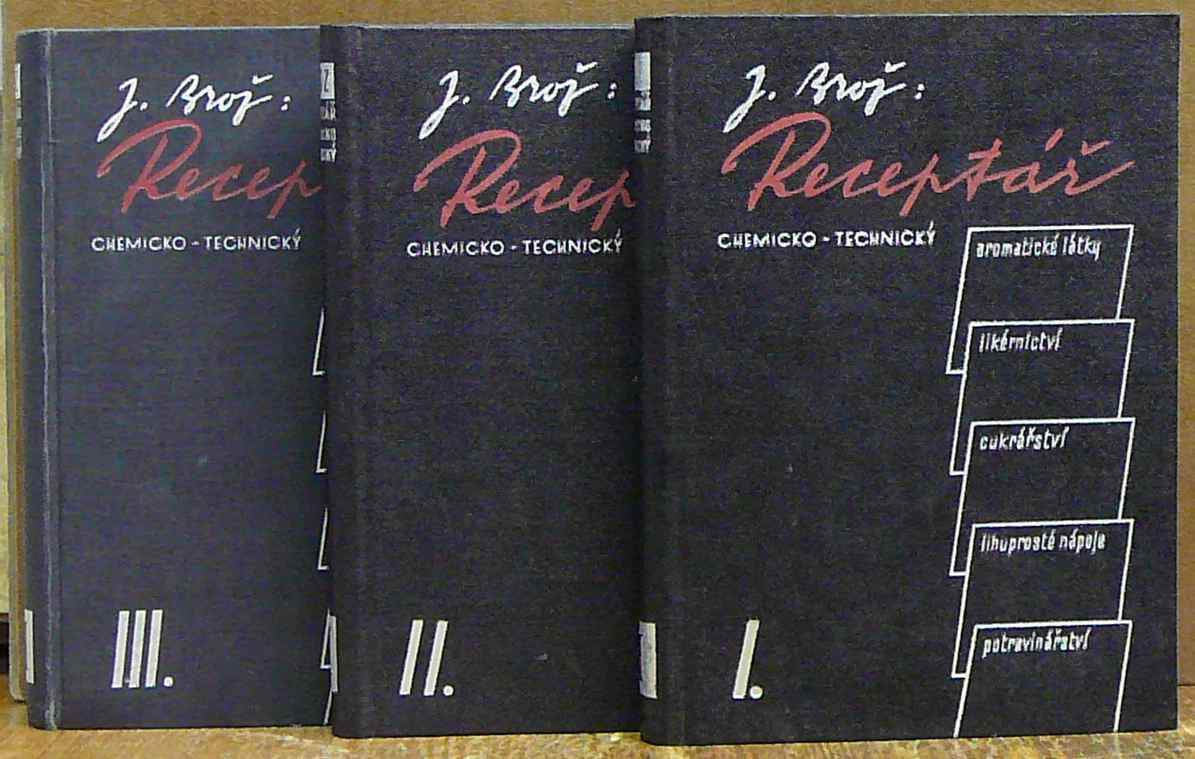 J. Brož:
Recep
CHEMICKO - TECHNICKÝ
III.
J. Brož:
Recep
CHEMICKO - TECHNICKÝ
II.
J. Brož:
Receptář
CHEMICKO - TECHNICKÝ
aromatické látky
likérnictví
cukrářství
lihuprosté nápoje
potravinářství
I.